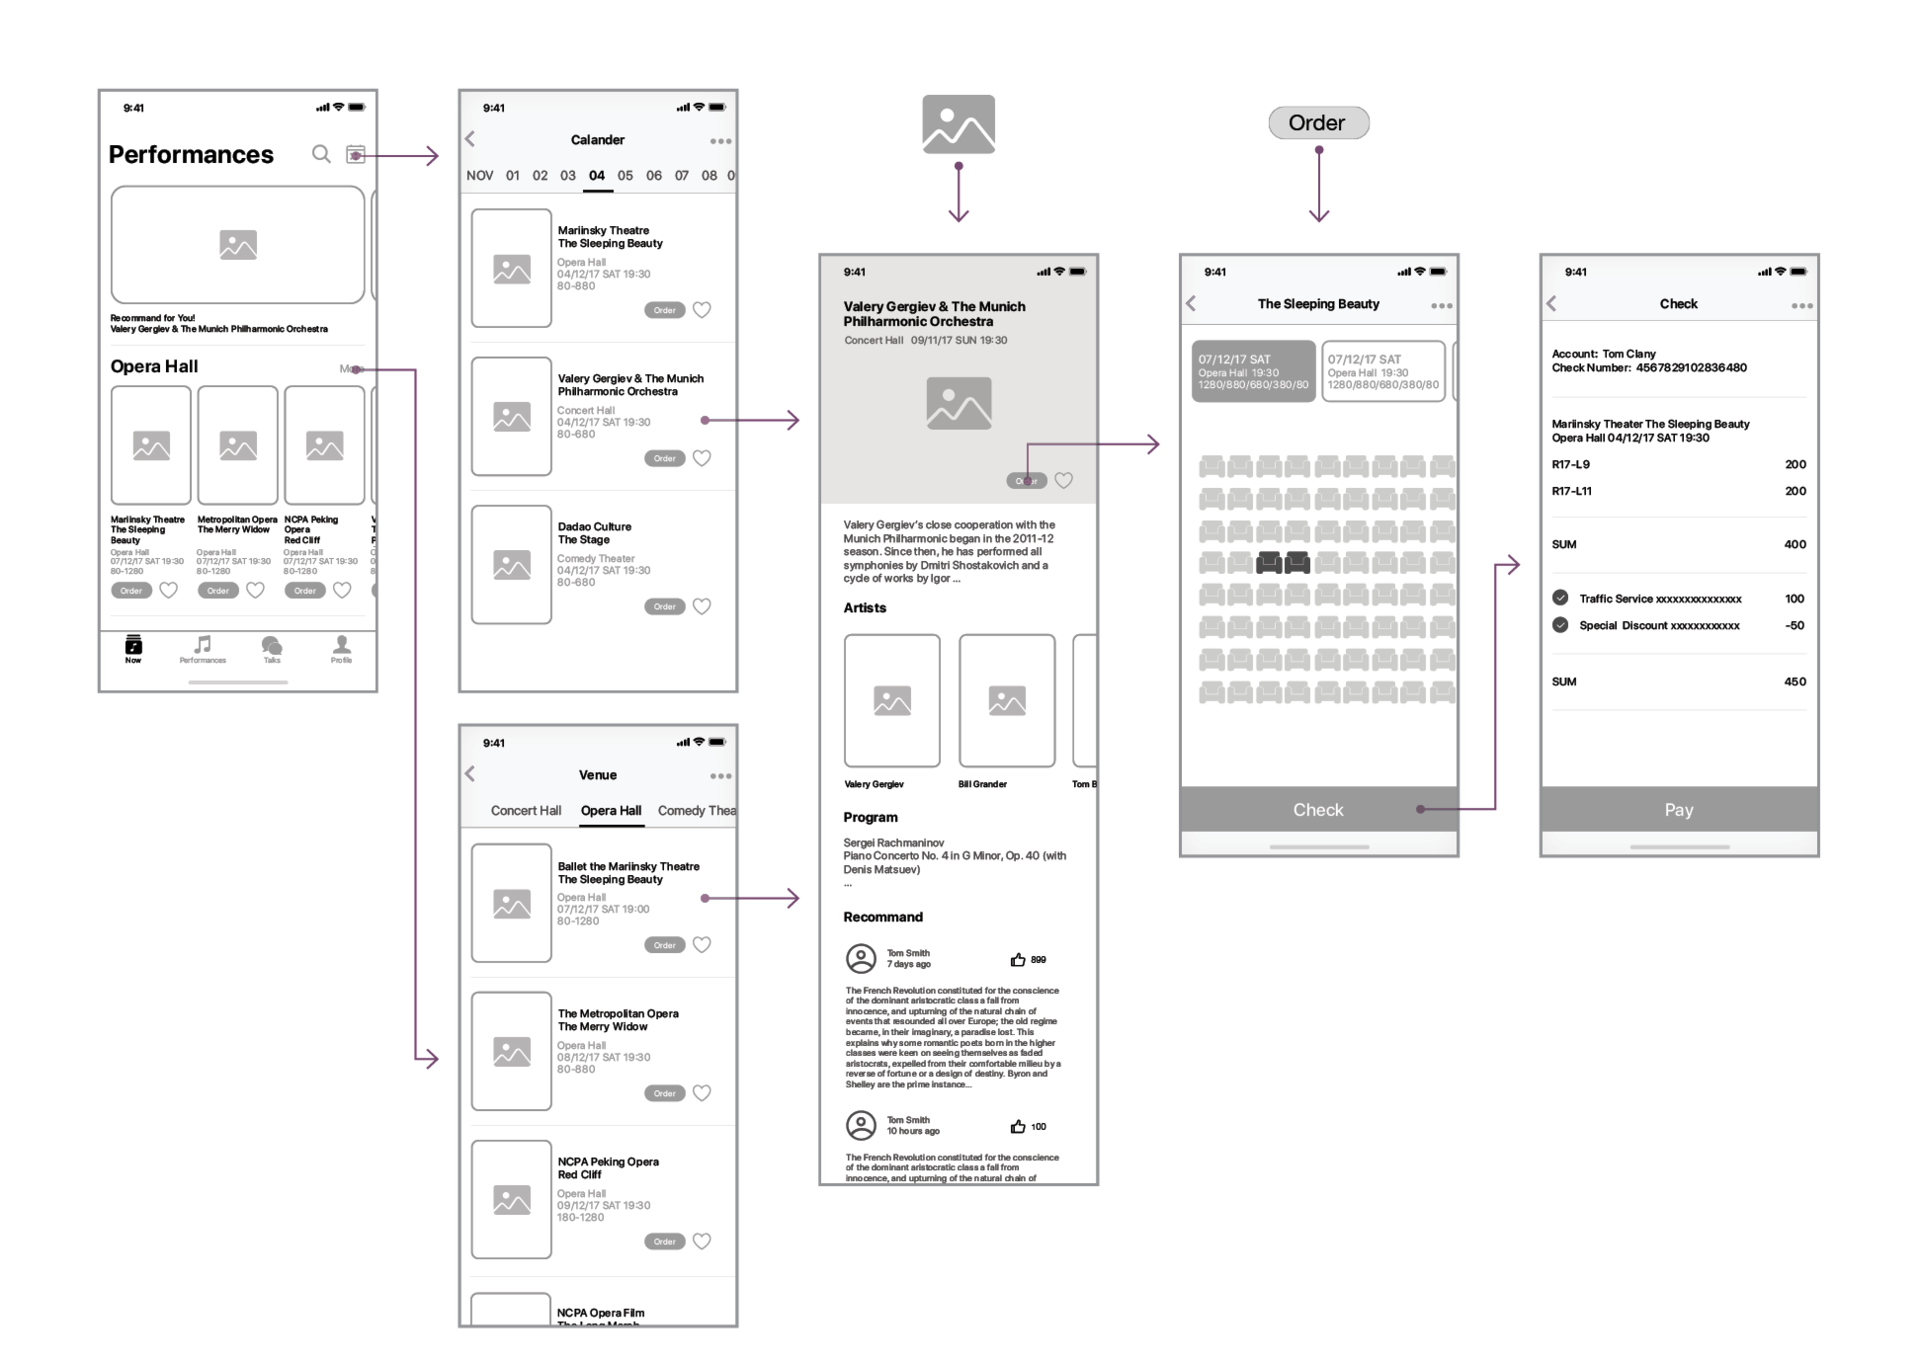 9:41
Performances
Recommand for You!
Valery Gergiev & The Munich Philharmonic Orchestra
Opera Hall
Mariinsky Theatre
The Sleeping
Beauty
Opera Hall
07/12/17 SAT 19:30
80-1280
Order
Metropolitan Opera
The Merry Widow
Opera Hall
07/12/17 SAT 19:30
80-1280
Order
NCPA Peking
Opera
Red Cliff
Opera Hall
07/12/17 SAT 19:30
80-1280
Order
Now
Performances
Talks
Profile
9:41
Calander
NOV 01 02 03 04 05 06 07 08
Mariinsky Theatre
The Sleeping Beauty
Opera Hall
04/12/17 SAT 19:30
80-880
Order
Valery Gergiev & The Munich
Philharmonic Orchestra
Concert Hall
04/12/17 SAT 19:30
80-680
Order
Dadao Culture
The Stage
Comedy Theater
04/12/17 SAT 19:30
80-680
Order
9:41
Venue
Concert Hall Opera Hall Comedy Thea
Ballet the Mariinsky Theatre
The Sleeping Beauty
Opera Hall
07/12/17 SAT 19:00
80-1280
Order
The Metropolitan Opera
The Merry Widow
Opera Hall
08/12/17 SAT 19:30
80-880
Order
NCPA Peking Opera
Red Cliff
Opera Hall
09/12/17 SAT 19:30
180-1280
Order
NCPA Opera Film
9:41
Valery Gergiev & The Munich
Philharmonic Orchestra
Concert Hall 09/11/17 SUN 19:30
Valery Gergiev's close cooperation with the
Munich Philharmonic began in the 2011-12
season. Since then, he has performed all
symphonies by Dmitri Shostakovich and a
cycle of works by Igor ...
Artists
Valery Gergiev
Bill Grander
Tom B
Program
Sergei Rachmaninov
Piano Concerto No. 4 in G Minor, Op. 40 (with
Denis Matsuev)
...
Recommand
Tom Smith
7 days ago
899
The French Revolution constituted for the conscience
of the dominant aristocratic class a fall from
innocence, and upturning of the natural chain of
events that resounded all over Europe; the old regime
became, in their imaginary, a paradise lost. This
explains why some romantic poets born in the higher
classes were keen on seeing themselves as faded
aristocrats, expelled from their comfortable milieu by a
reverse of fortune or a design of destiny. Byron and
Shelley are the prime instance...
Tom Smith
10 hours ago
100
The French Revolution constituted for the conscience
of the dominant aristocratic class a fall from
innocence, and upturning of the natural chain of
Order
9:41
The Sleeping Beauty
07/12/17 SAT
Opera Hall 19:30
1280/880/680/380/80
07/12/17 SAT
Opera Hall 19:30
1280/880/680/380/80
Check
9:41
Check
Account: Tom Clany
Check Number: 4567829102836480
Mariinsky Theater The Sleeping Beauty
Opera Hall 04/12/17 SAT 19:30
R17-L9 200
R17-L11 200
SUM 400
Traffic Service xxxxxxxxxxxxxxx 100
Special Discount xxxxxxxxxxxx -50
SUM 450
Pay